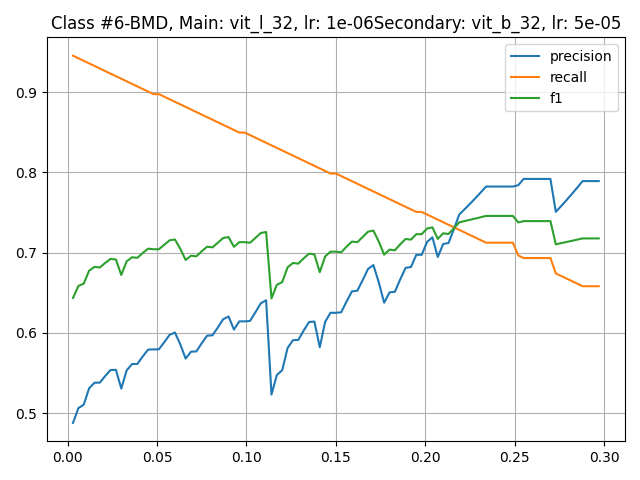 Class #6-BMD, Main: vit_l_32, lr: 1e-06Secondary: vit_b_32, lr: 5e-05
precision
recall
f1
0.9
0.8
0.7
0.6
0.5
0.00 0.05 0.10 0.15 0.20 0.25 0.30